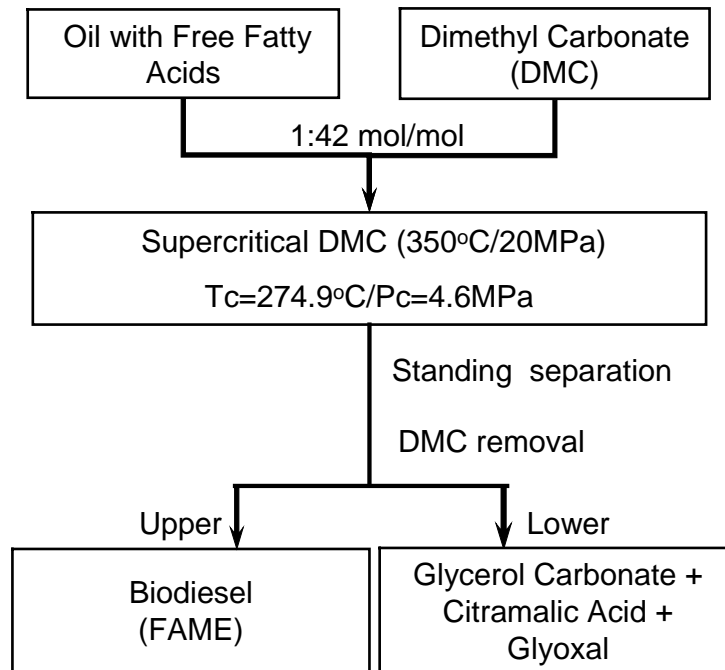 Oil with Free Fatty
Acids
Dimethyl Carbonate
(DMC)
1:42 mol/mol
Supercritical DMC (350ºC/20MPa)
Tc=274.9ºC/Pc=4.6MPa
Standing separation
DMC removal
Upper
Lower
Biodiesel
(FAME)
Glycerol Carbonate +
Citramalic Acid +
Glyoxal